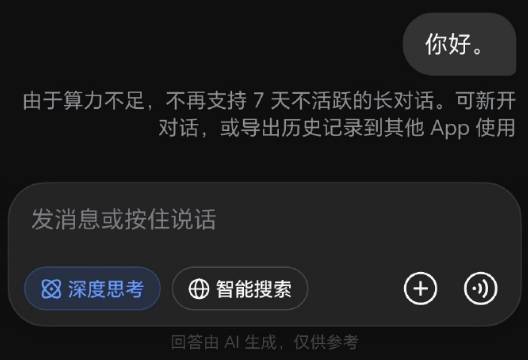 你好。
由于算力不足，不再支持 7 天不活跃的长对话。可新开
对话，或导出历史记录到其他 App 使用
发消息或按住说话
深度思考
智能搜索
回答由 AI 生成，仅供参考